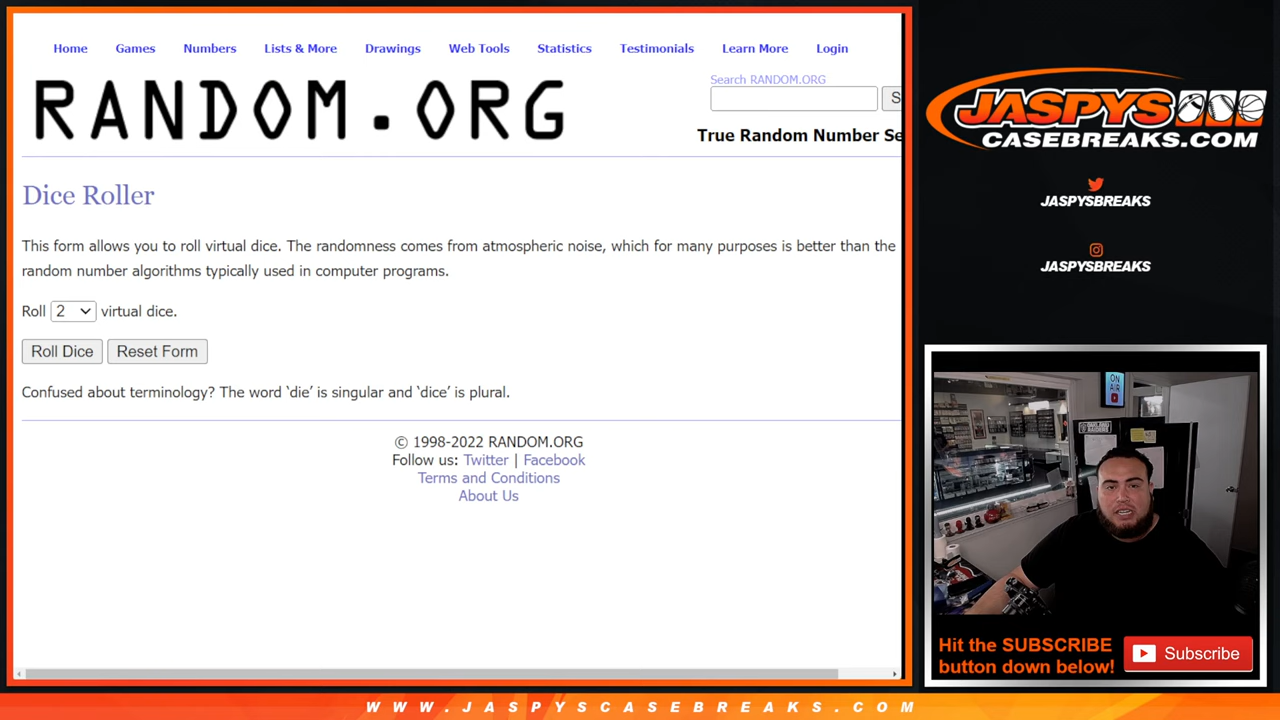 Home Games Numbers Lists & More Drawings Web Tools Statistics Testimonials Learn More Login
RANDOM.ORG
Search RANDOM.ORG
S
True Random Number Se
Dice Roller
This form allows you to roll virtual dice. The randomness comes from atmospheric noise, which for many purposes is better than the
random number algorithms typically used in computer programs.
Roll 2 virtual dice.
Roll Dice Reset Form
Confused about terminology? The word ‘die’ is singular and ‘dice’ is plural.
© 1998-2022 RANDOM.ORG
Follow us: Twitter | Facebook
Terms and Conditions
About Us
JASPYS
CASEBREAKS.COM
JASPYSBREAKS
JASPYSBREAKS
ON
AIR
Hit the SUBSCRIBE
button down below!
Subscribe
WWW.JASPYSCASEBREAKS.COM